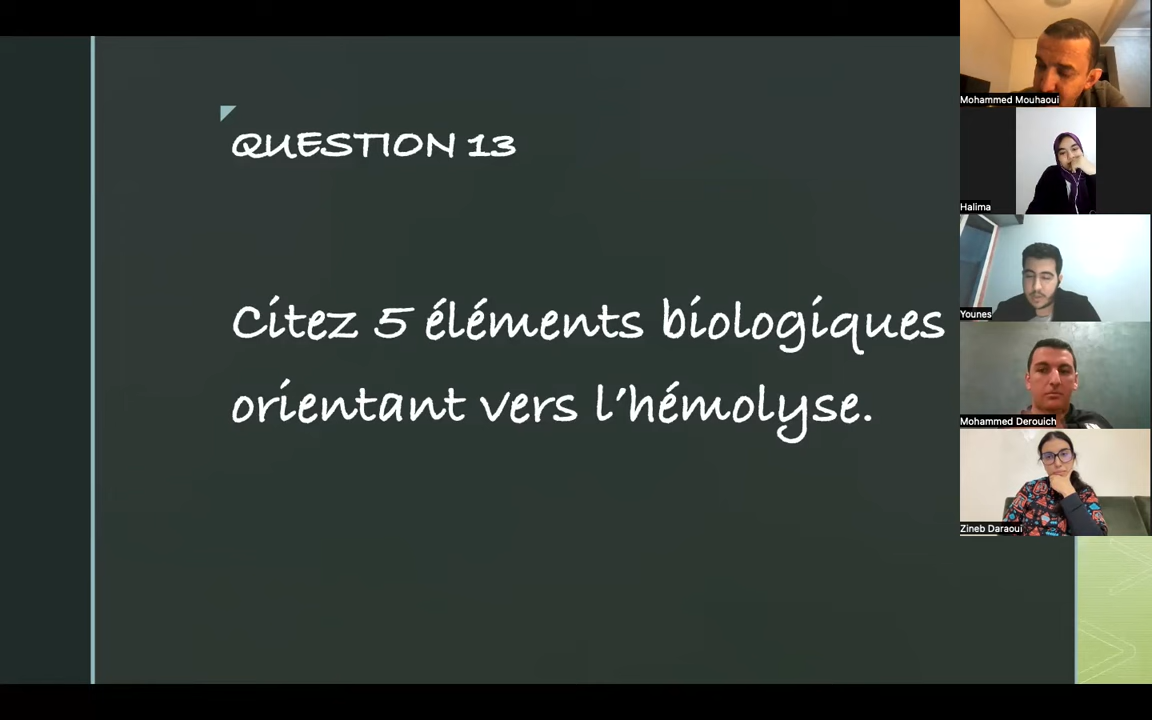 QUESTION 13
Citez 5 éléments biologiques
orientant vers l'hémolyse.
Mohammed Mouhaoui
Halima
Younes
Mohammed Derouich
Zineb Daraoui